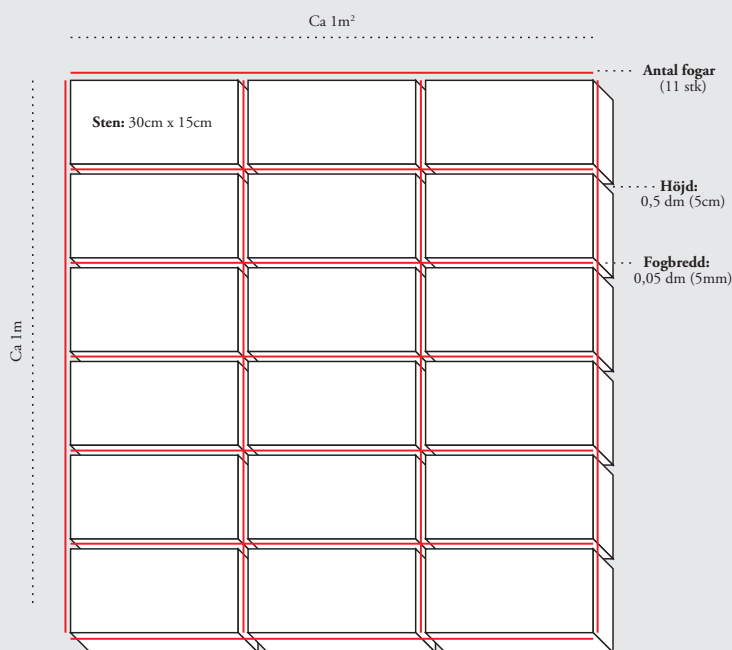 Ca 1m²
Antal fogar
(11 stk)
Sten: 30cm x 15cm
Höjd:
0,5 dm (5cm)
Fogbredd:
0,05 dm (5mm)
Ca 1m